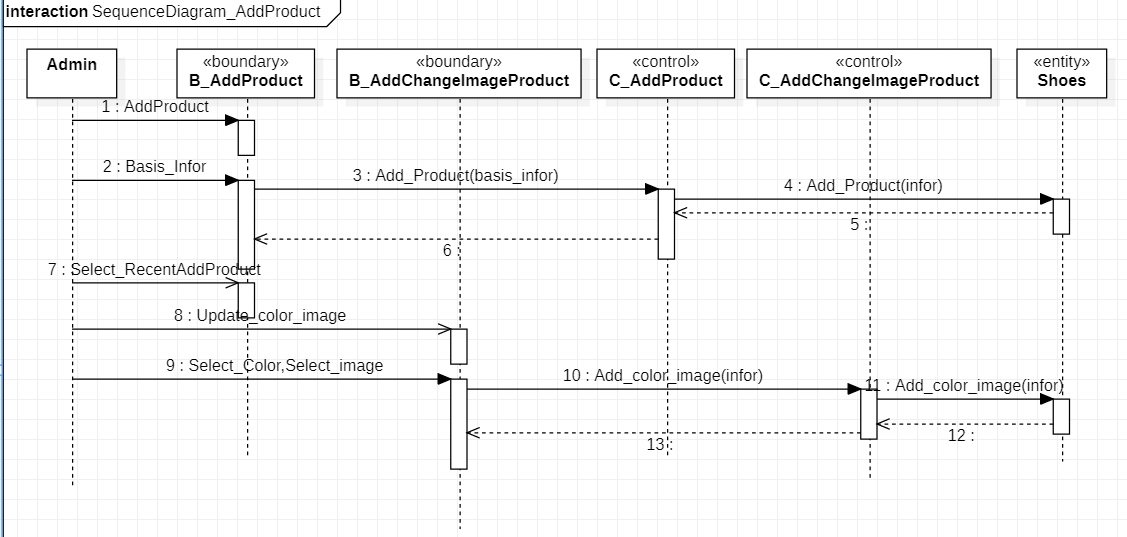 interaction SequenceDiagram_AddProduct
Admin
«boundary»
B_AddProduct
«boundary»
B_AddChangeImageProduct
«control»
C_AddProduct
«control»
C_AddChangeImageProduct
«entity»
Shoes
1 : AddProduct
2 : Basis_Infor
3 : Add_Product(basis_infor)
4 : Add_Product(infor)
5 :
6 :
7 : Select_RecentAddProduct
8 : Update_color_image
9 : Select_Color,Select_image
10 : Add_color_image(infor)
11 : Add_color_image(infor)
12 :
13 :